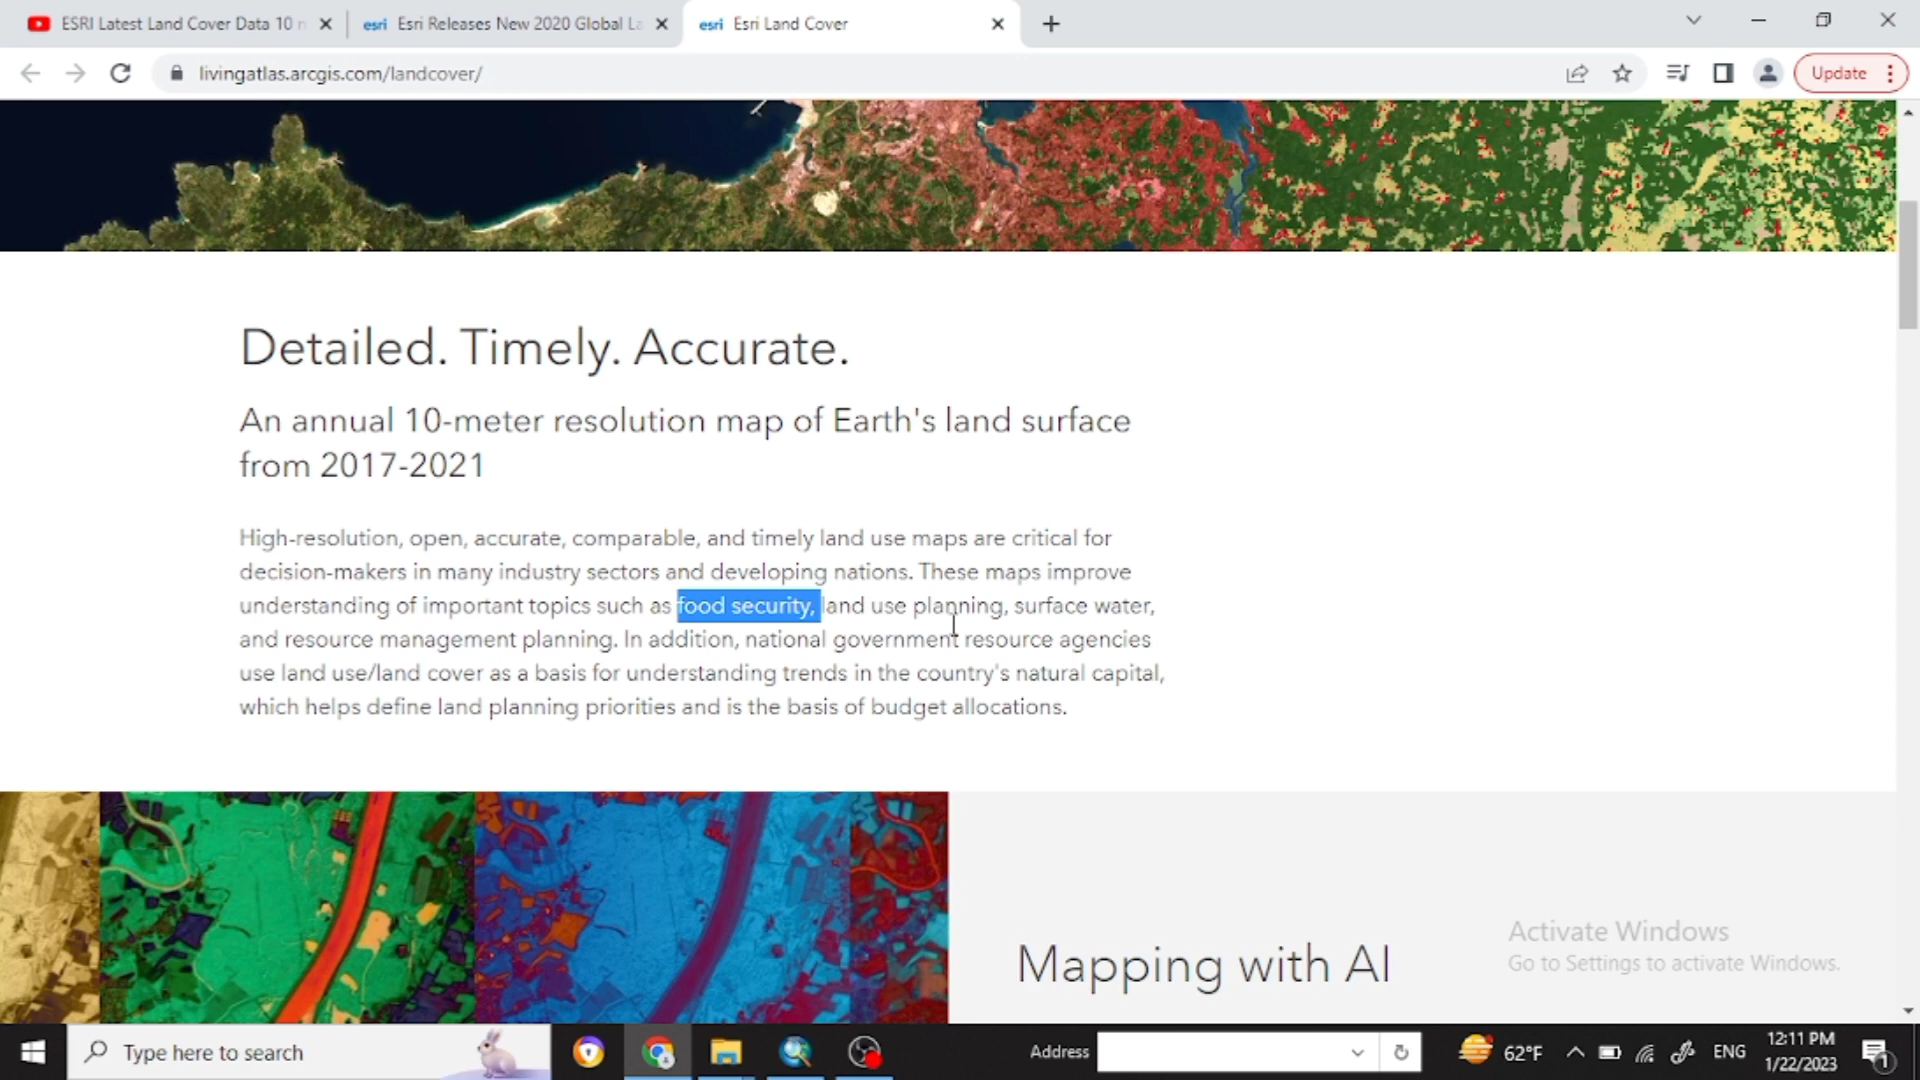 ESRI Latest Land Cover Data 10 m
esri Esri Releases New 2020 Global La
esri Esri Land Cover
livingatlas.arcgis.com/landcover/
Update
Detailed. Timely. Accurate.
An annual 10-meter resolution map of Earth's land surface
from 2017-2021
High-resolution, open, accurate, comparable, and timely land use maps are critical for
decision-makers in many industry sectors and developing nations. These maps improve
understanding of important topics such as food security, land use planning, surface water,
and resource management planning. In addition, national government resource agencies
use land use/land cover as a basis for understanding trends in the country's natural capital,
which helps define land planning priorities and is the basis of budget allocations.
Mapping with AI
Activate Windows
Go to Settings to activate Windows.
Type here to search
Address
62°F
ENG
12:11 PM
1/22/2023
1